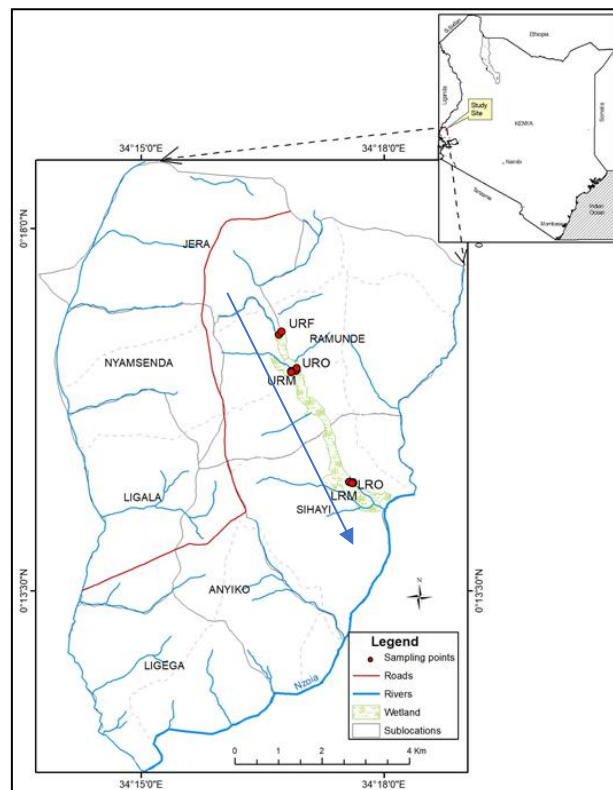 S.Sudan
Ethiopia
Uganda
Somalia
Study
Site
KENYA
Nairobi
Tanzania
Mombasa
Indian
Ocean
34°15'0"E
34°18'0"E
0°18'0"N
JERA
URF
RAMUNDE
NYAMSENDA
URO
URM
LIGALA
LRO
LRM
SIHAYI
0°13'30"N
0°13'30"N
ANYIKO
N
LIGEGA
Nzoia
Legend
Sampling points
Roads
Rivers
Wetland
Sublocations
0 1 2 4 Km
34°15'0"E
34°18'0"E